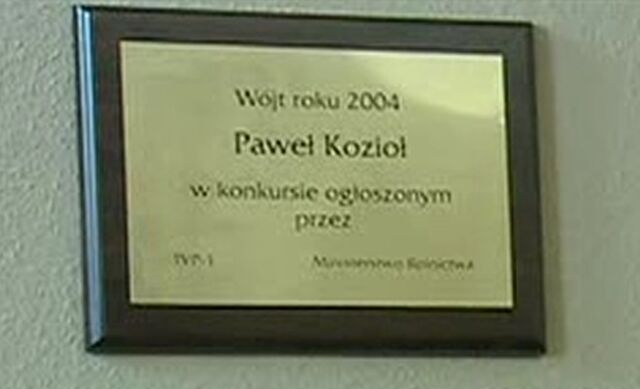 Wójt roku 2004
Paweł Kozioł
w konkursie ogłoszonym
przez
TVP-1 Ministerstwo Rolnictwa